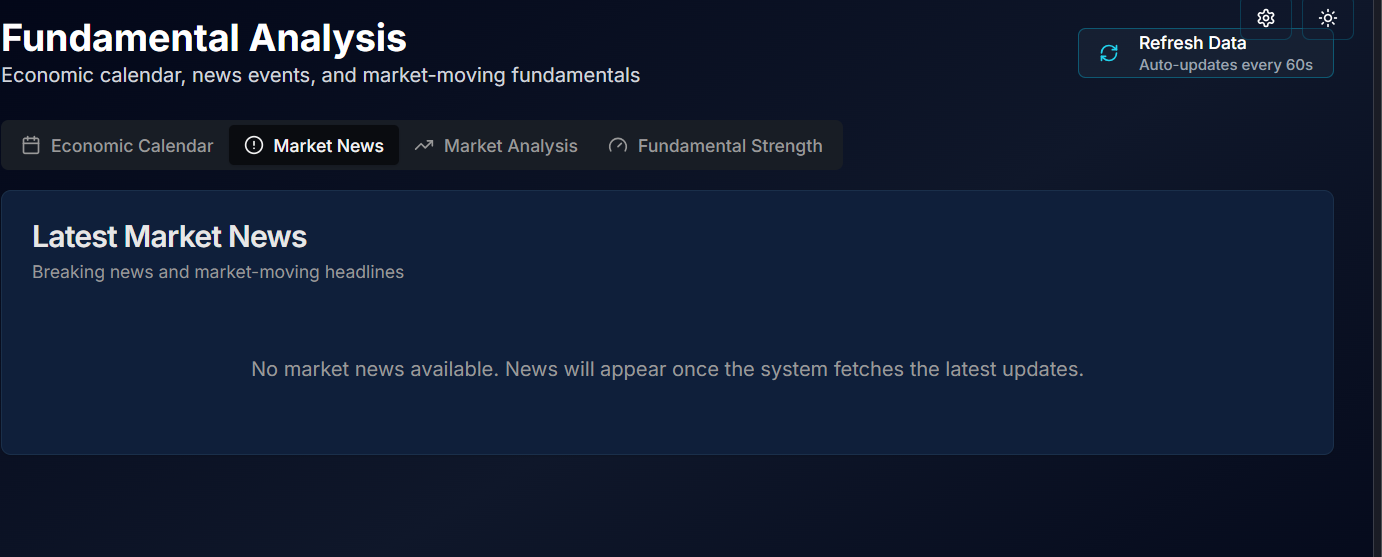 Fundamental Analysis
Economic calendar, news events, and market-moving fundamentals
Refresh Data
Auto-updates every 60s
Economic Calendar
Market News
Market Analysis
Fundamental Strength
Latest Market News
Breaking news and market-moving headlines
No market news available. News will appear once the system fetches the latest updates.